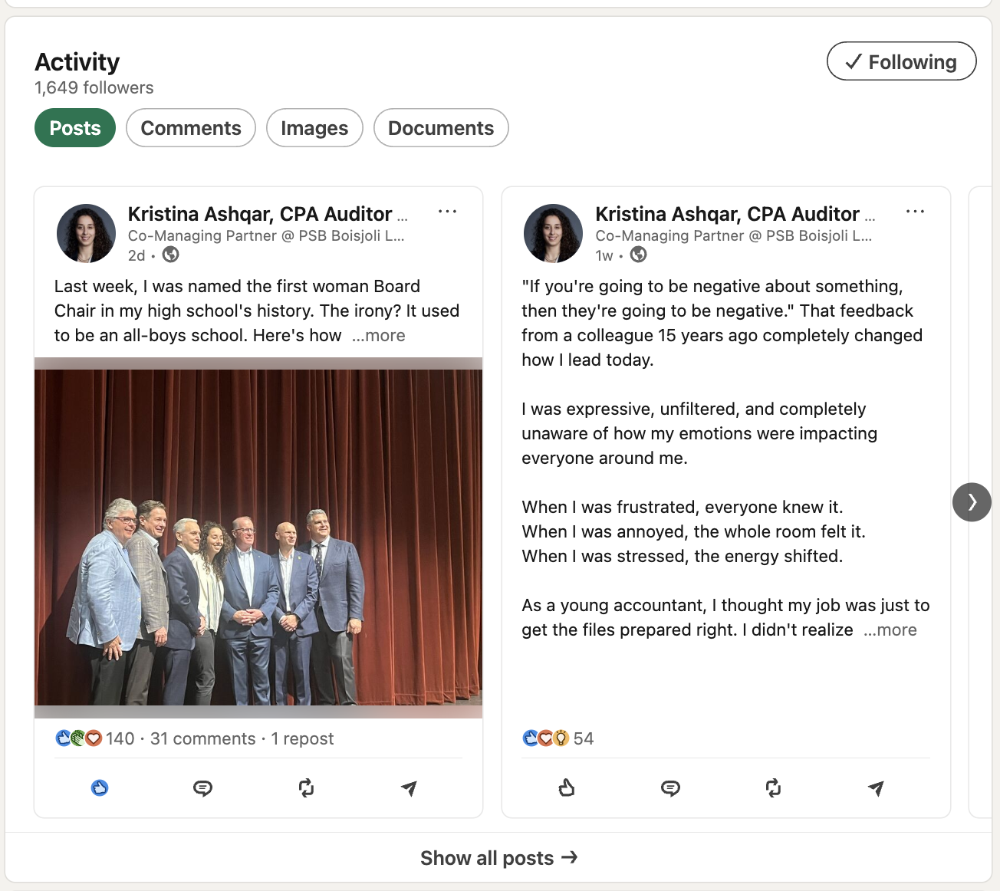 Activity
1,649 followers
Following
Posts
Comments
Images
Documents
Kristina Ashqar, CPA Auditor ...
Co-Managing Partner @ PSB Boisjoli L...
2d •
Last week, I was named the first woman Board
Chair in my high school's history. The irony? It used
to be an all-boys school. Here's how ...more
140 · 31 comments · 1 repost
Kristina Ashqar, CPA Auditor ...
Co-Managing Partner @ PSB Boisjoli L...
1w •
"If you're going to be negative about something,
then they're going to be negative." That feedback
from a colleague 15 years ago completely changed
how I lead today.
I was expressive, unfiltered, and completely
unaware of how my emotions were impacting
everyone around me.
When I was frustrated, everyone knew it.
When I was annoyed, the whole room felt it.
When I was stressed, the energy shifted.
As a young accountant, I thought my job was just to
get the files prepared right. I didn't realize ...more
54
Show all posts →